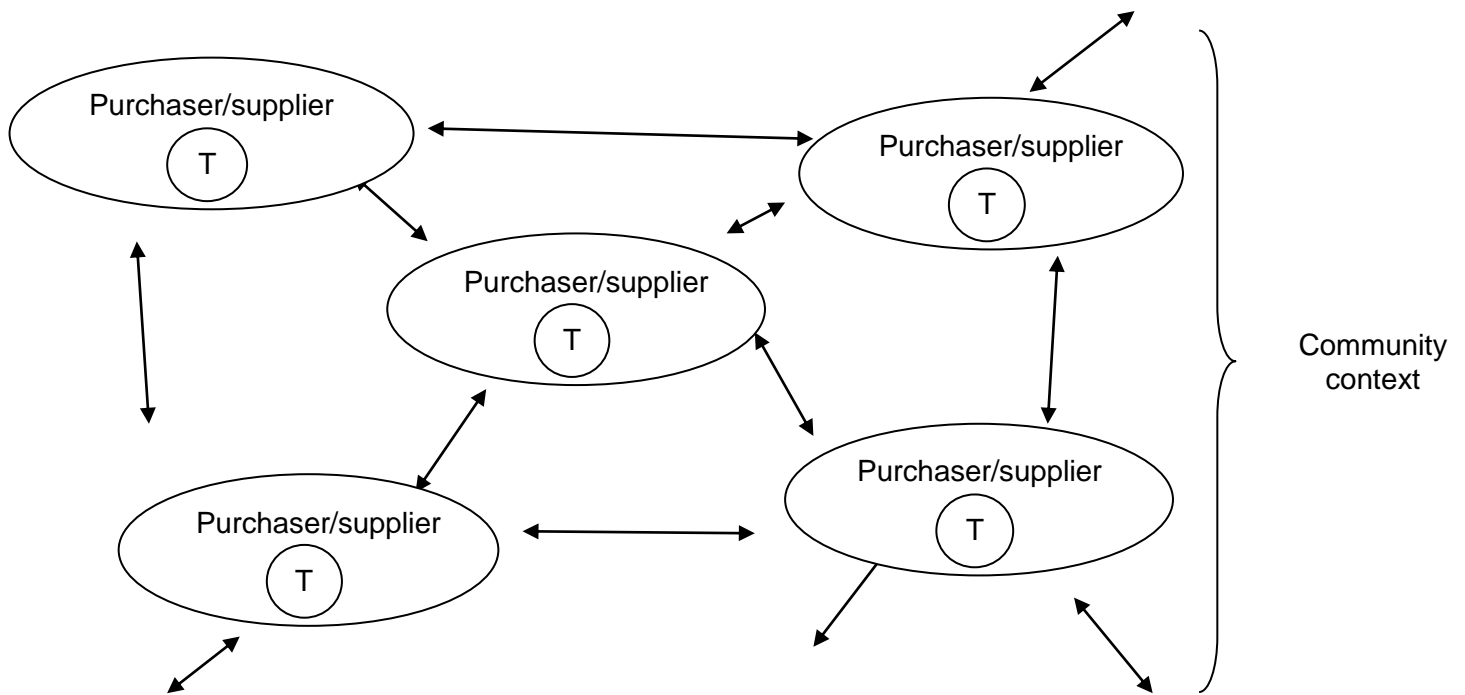 Purchaser/supplier
T
Purchaser/supplier
T
Purchaser/supplier
T
Community
context
Purchaser/supplier
T
Purchaser/supplier
T